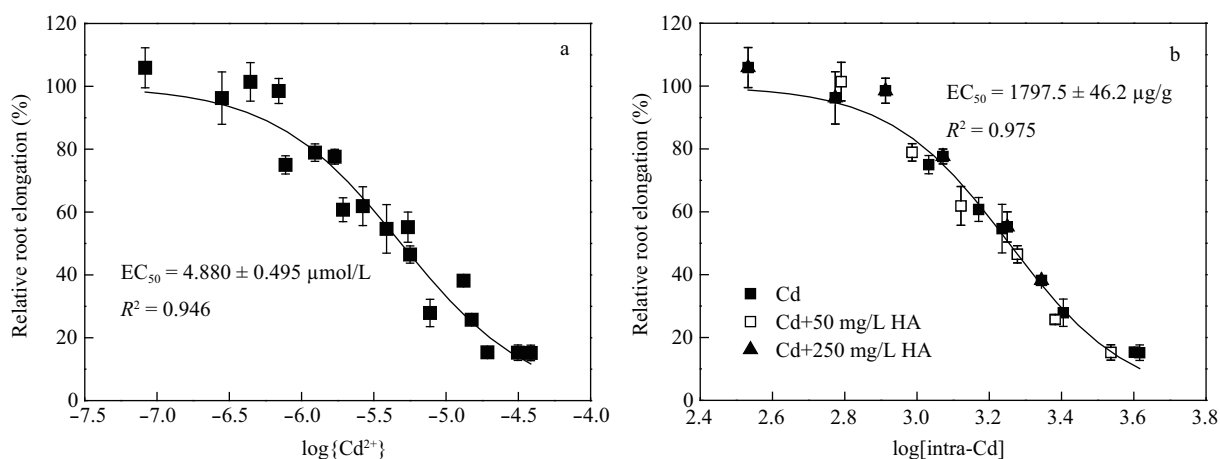 120
100
80
60
40
20
0
Relative root elongation (%)
a
EC₅₀ = 4.880 ± 0.495 μmol/L
R² = 0.946
−7.5 −7.0 −6.5 −6.0 −5.5 −5.0 −4.5 −4.0
log{Cd²⁺}
120
100
80
60
40
20
0
Relative root elongation (%)
b
EC₅₀ = 1797.5 ± 46.2 μg/g
R² = 0.975
Cd
Cd+50 mg/L HA
Cd+250 mg/L HA
2.4 2.6 2.8 3.0 3.2 3.4 3.6 3.8
log[intra-Cd]